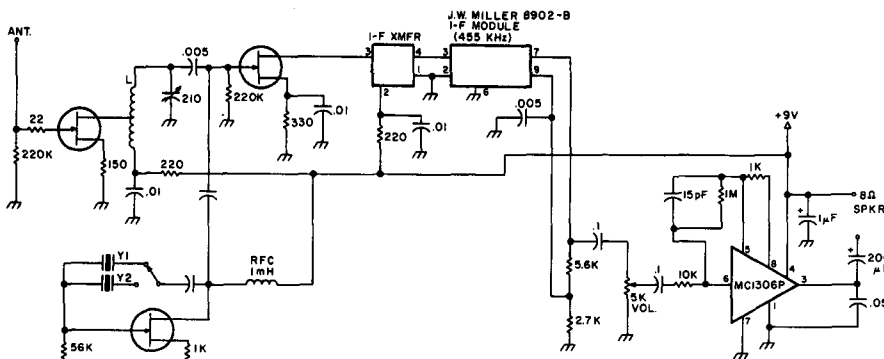 J.W. MILLER 8902-B
I-F MODULE
(455 KHz)
ANT.
.005
I-F XMFR
3
4
3
7
L
1
2
9
6
2
210
220K
.01
.005
22
330
220
.01
+9V
220K
150
220
1K
.01
15pF
1M
8Ω
SPKR
1µF
RFC
1mH
.1
5
8
4
Y1
5.6K
.1
10K
6
MC1306P
3
Y2
5K
VOL.
1
.05
2.7K
7
56K
1K